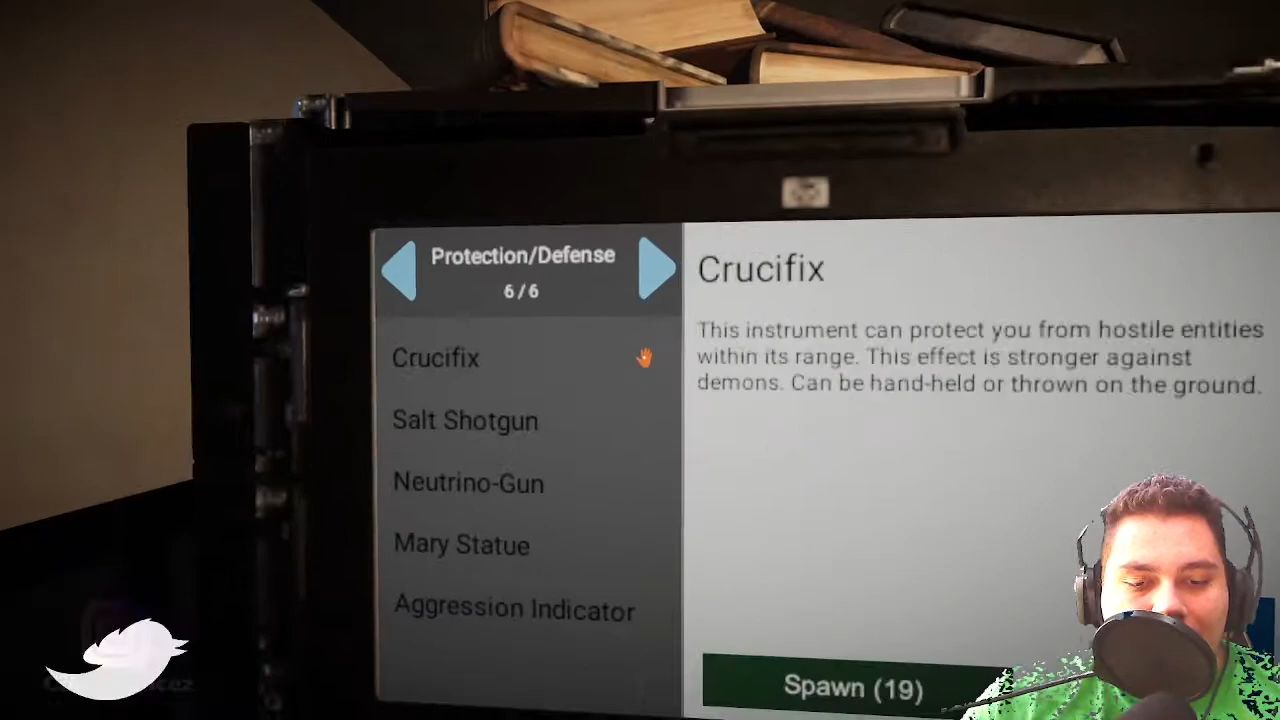 Protection/Defense
6 / 6
Crucifix
Salt Shotgun
Neutrino-Gun
Mary Statue
Aggression Indicator
Crucifix
This instrument can protect you from hostile entities
within its range. This effect is stronger against
demons. Can be hand-held or thrown on the ground.
Spawn (19)